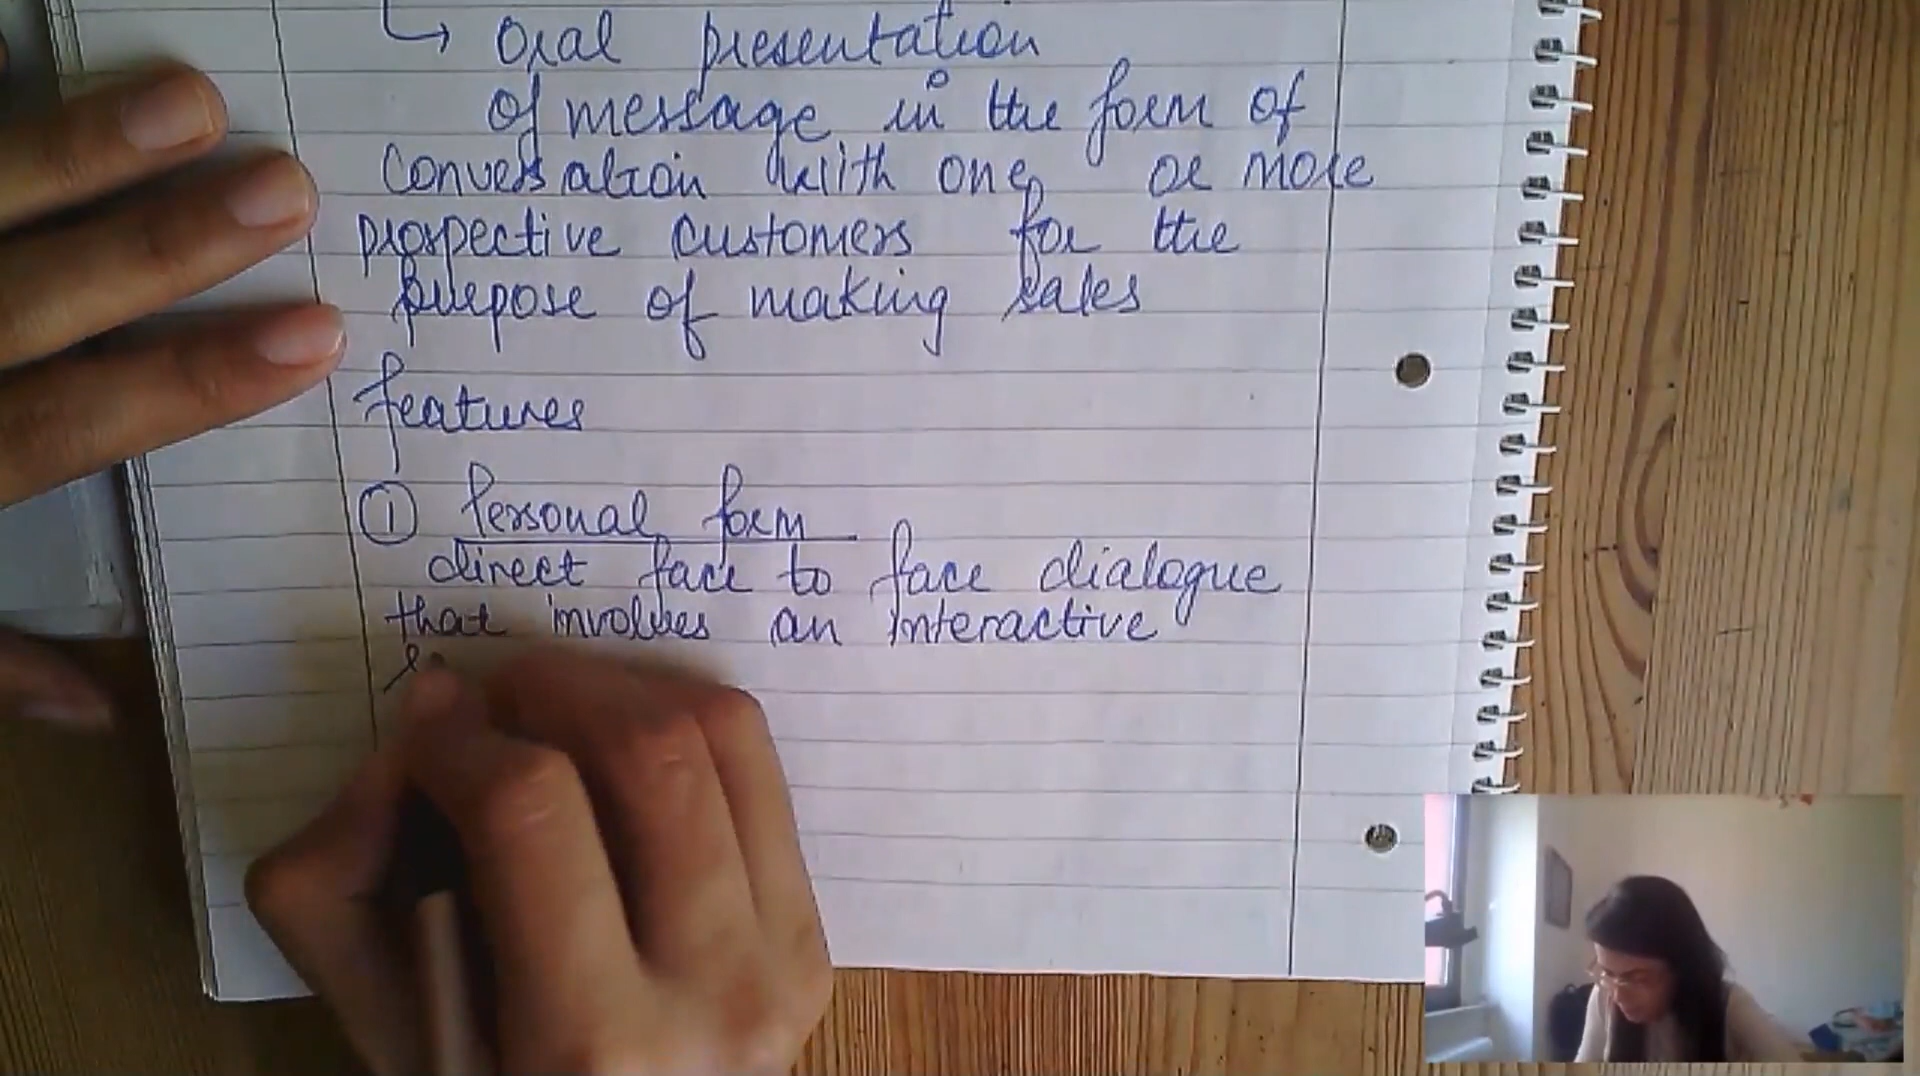 ↳ Oral presentation
of message in the form of
conversation with one or more
prospective customers for the
purpose of making sales
features
① Personal form
direct face to face dialogue
that involves an interactive